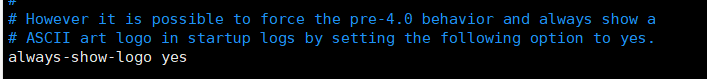 #
# However it is possible to force the pre-4.0 behavior and always show a
# ASCII art logo in startup logs by setting the following option to yes.
always-show-logo yes